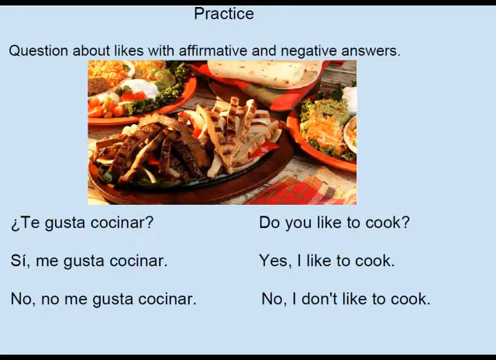 Practice
Question about likes with affirmative and negative answers.
¿Te gusta cocinar? Do you like to cook?
Sí, me gusta cocinar. Yes, I like to cook.
No, no me gusta cocinar. No, I don't like to cook.